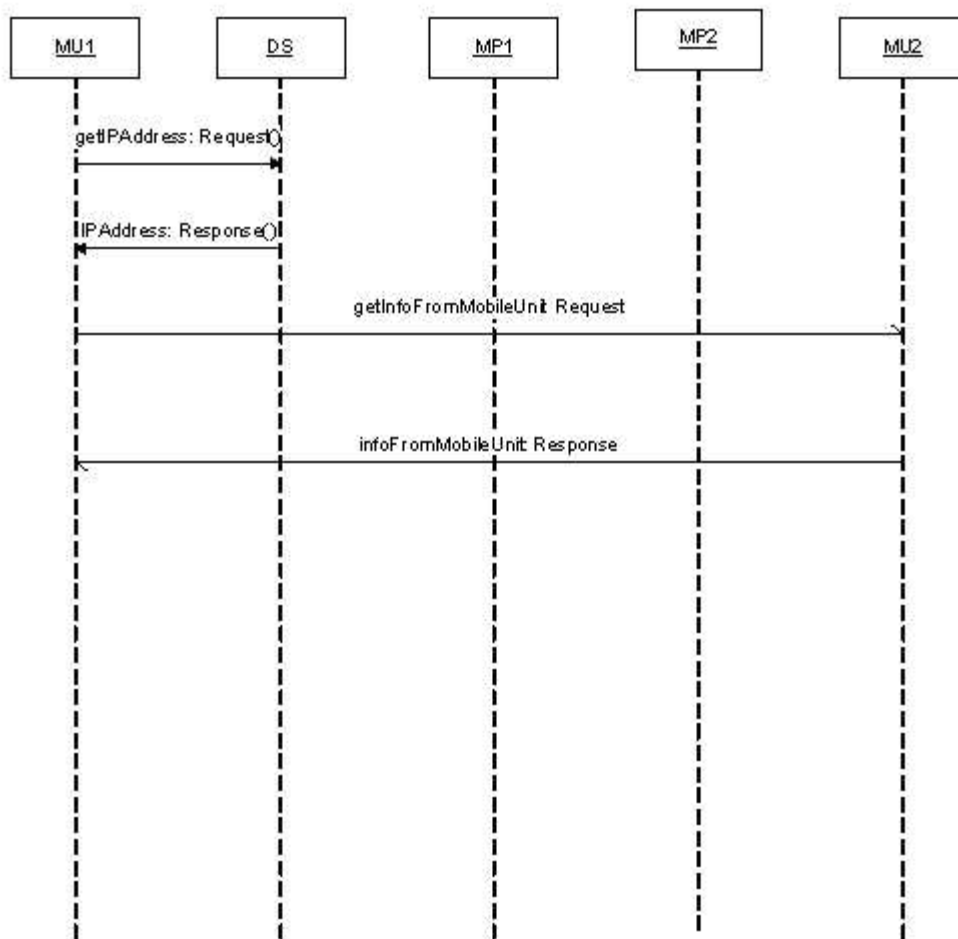 MU1 DS MP1 MP2 MU2
getIPAddress: Request()
IPAddress: Response()
getInfoFromMobileUnit: Request
infoFromMobileUnit: Response